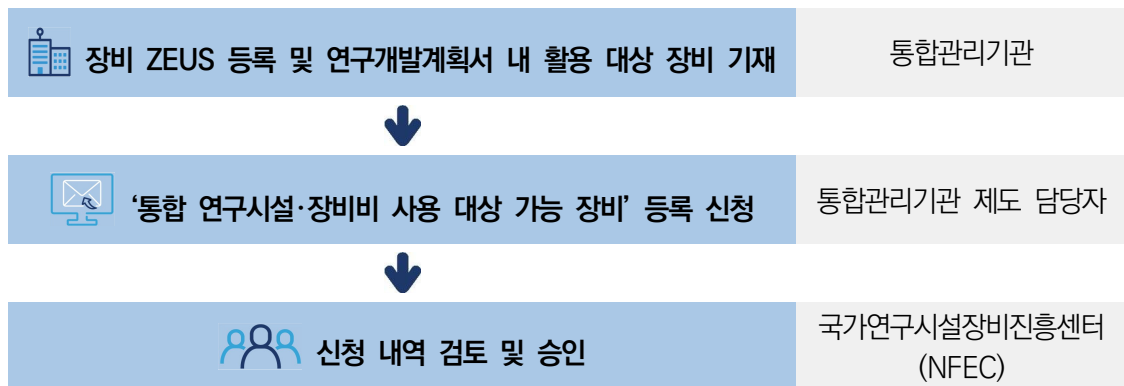 장비 ZEUS 등록 및 연구개발계획서 내 활용 대상 장비 기재
통합관리기관
‘통합 연구시설·장비비 사용 대상 가능 장비’ 등록 신청
통합관리기관 제도 담당자
신청 내역 검토 및 승인
국가연구시설장비진흥센터
(NFEC)